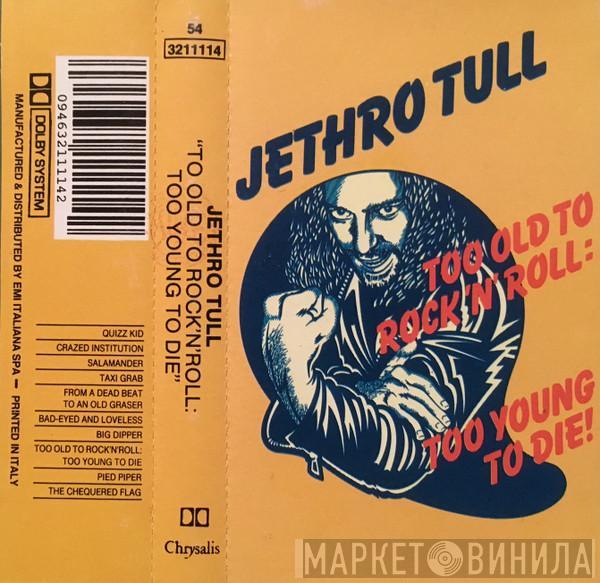 DOLBY SYSTEM
MANUFACTURED & DISTRIBUTED BY EMI ITALIANA SPA — PRINTED IN ITALY
094632111142
QUIZZ KID
CRAZED INSTITUTION
SALAMANDER
TAXI GRAB
FROM A DEAD BEAT
TO AN OLD GRASER
BAD-EYED AND LOVELESS
BIG DIPPER
TOO OLD TO ROCK'N'ROLL:
TOO YOUNG TO DIE
PIED PIPER
THE CHEQUERED FLAG
54
3211114
JETHRO TULL
"TO OLD TO ROCK'N'ROLL:
TOO YOUNG TO DIE"
Chrysalis
JETHRO TULL
TOO OLD TO
ROCK 'N' ROLL:
TOO YOUNG
TO DIE!
МАРКЕТ ВИНИЛА